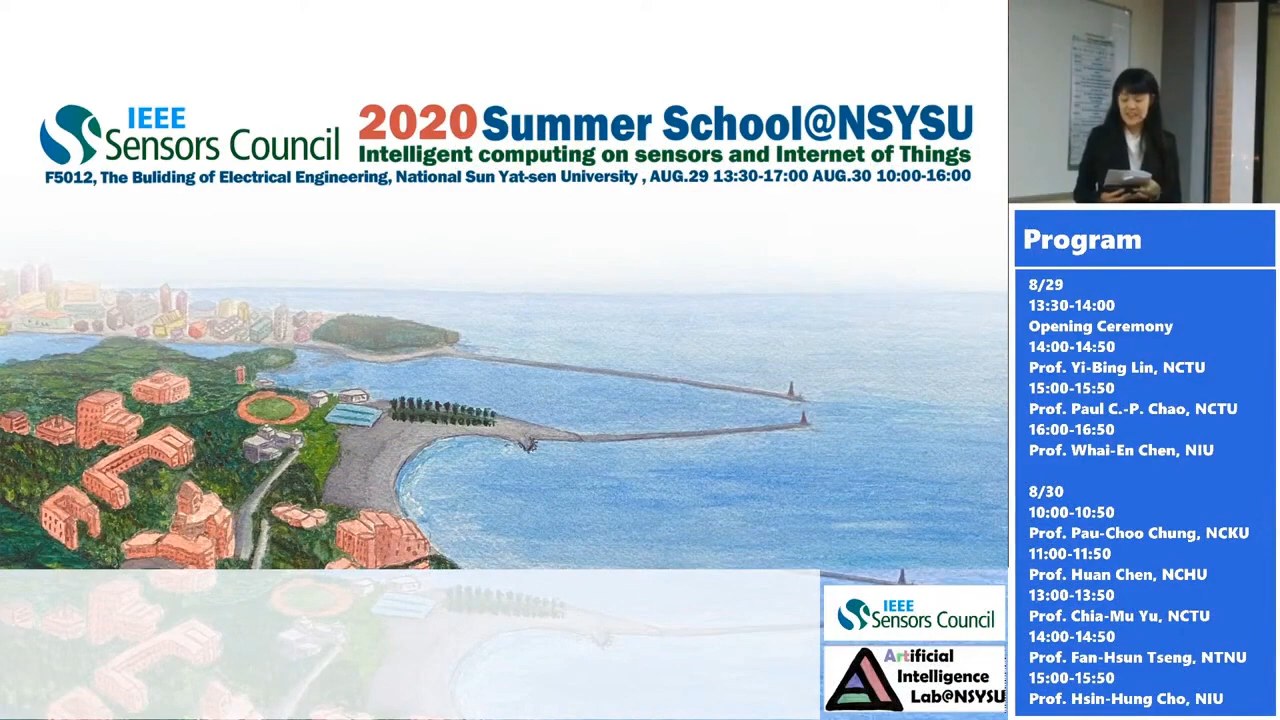 IEEE
Sensors Council
2020 Summer School@NSYSU
Intelligent computing on sensors and Internet of Things
F5012, The Buliding of Electrical Engineering, National Sun Yat-sen University , AUG.29 13:30-17:00 AUG.30 10:00-16:00
Program
8/29
13:30-14:00
Opening Ceremony
14:00-14:50
Prof. Yi-Bing Lin, NCTU
15:00-15:50
Prof. Paul C.-P. Chao, NCTU
16:00-16:50
Prof. Whai-En Chen, NIU
8/30
10:00-10:50
Prof. Pau-Choo Chung, NCKU
11:00-11:50
Prof. Huan Chen, NCHU
13:00-13:50
Prof. Chia-Mu Yu, NCTU
14:00-14:50
Prof. Fan-Hsun Tseng, NTNU
15:00-15:50
Prof. Hsin-Hung Cho, NIU
IEEE
Sensors Council
Artificial
Intelligence
Lab@NSYSU